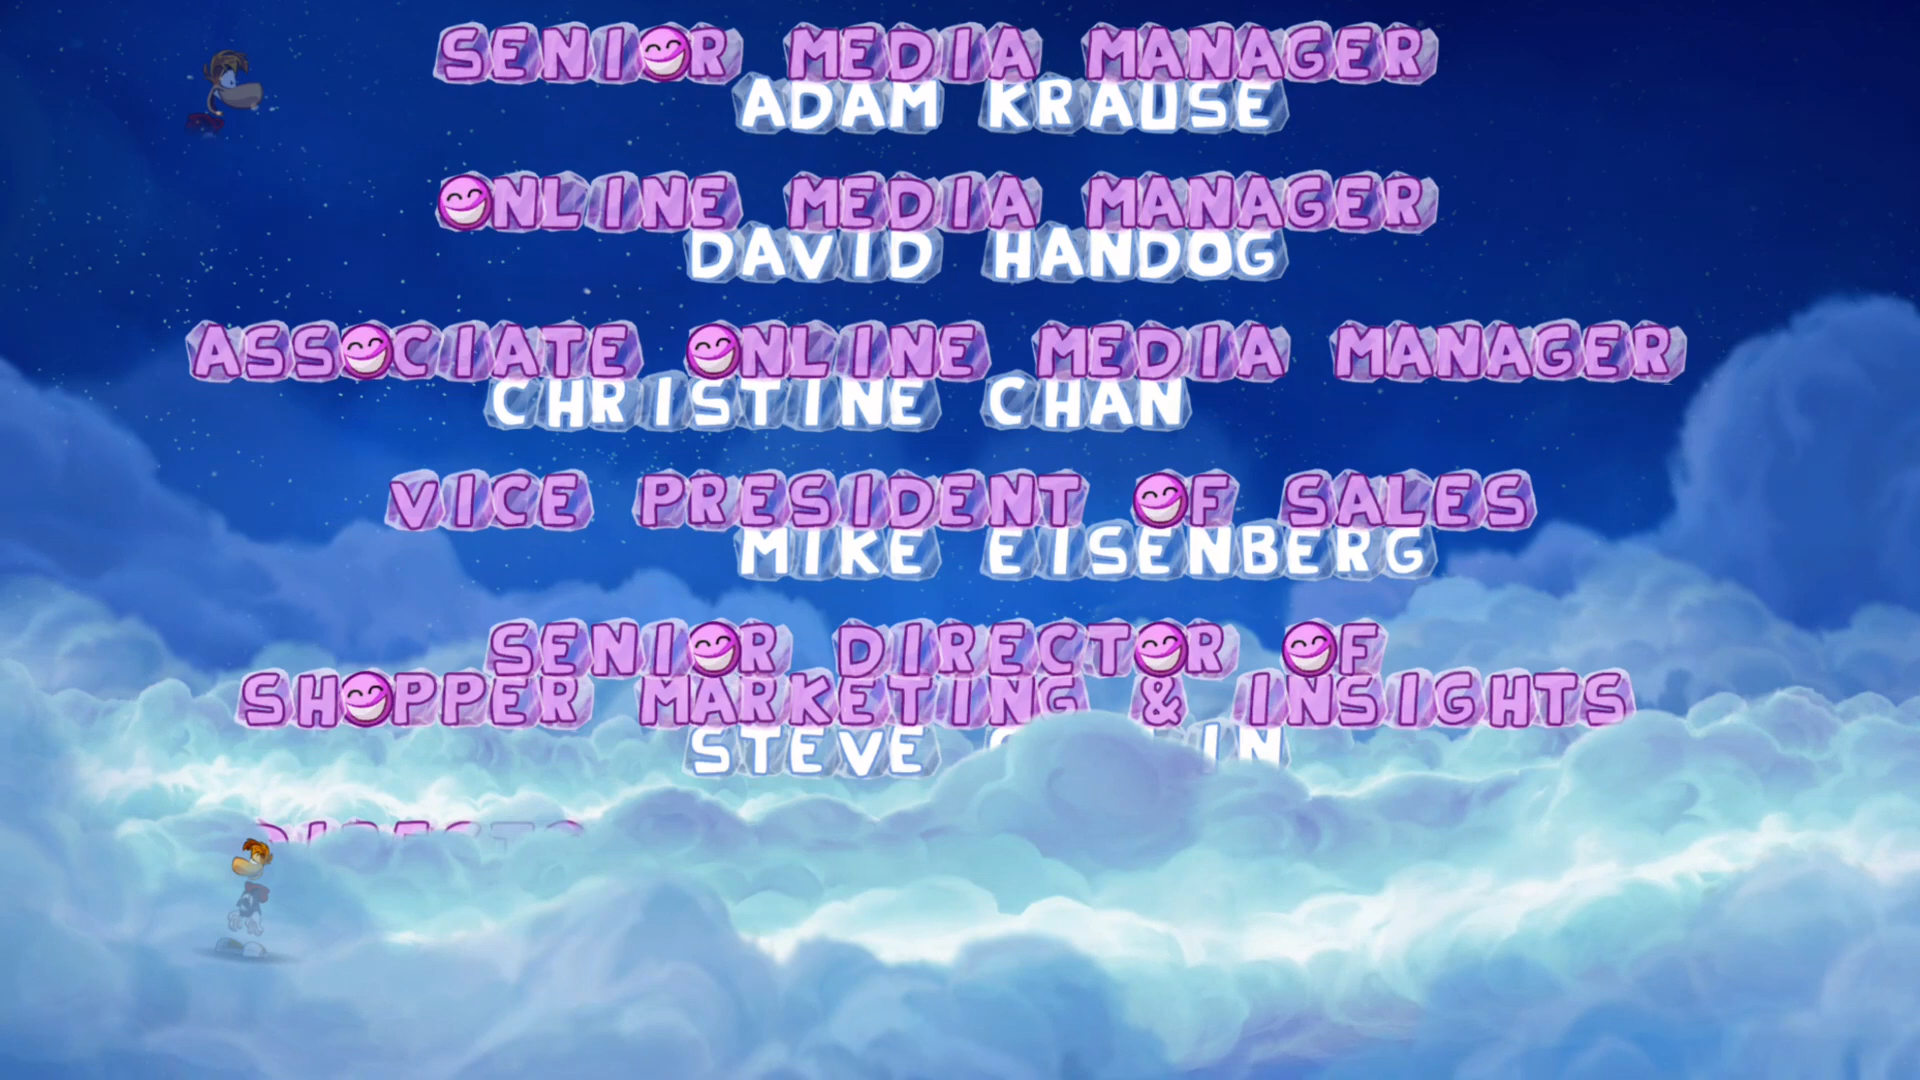 SENIOR MEDIA MANAGER
ADAM KRAUSE
ONLINE MEDIA MANAGER
DAVID HANDOG
ASSOCIATE ONLINE MEDIA MANAGER
CHRISTINE CHAN
VICE PRESIDENT OF SALES
MIKE EISENBERG
SENIOR DIRECTOR OF
SHOPPER MARKETING & INSIGHTS
STEVE